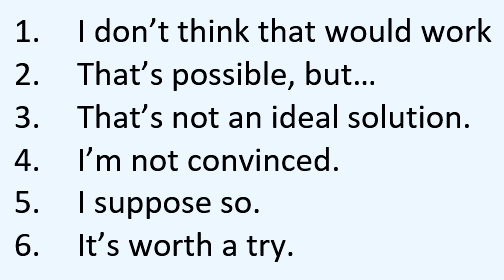 1. I don’t think that would work
2. That’s possible, but…
3. That’s not an ideal solution.
4. I’m not convinced.
5. I suppose so.
6. It’s worth a try.